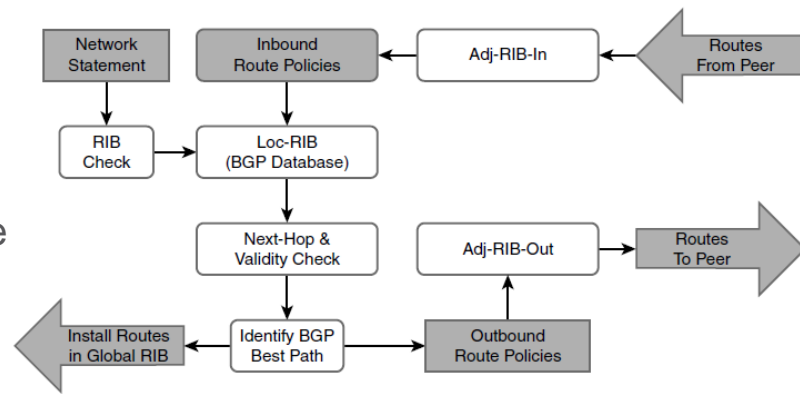 Network
Statement
Inbound
Route Policies
Adj-RIB-In
Routes
From Peer
RIB
Check
Loc-RIB
(BGP Database)
e
Next-Hop &
Validity Check
Adj-RIB-Out
Routes
To Peer
Install Routes
in Global RIB
Identify BGP
Best Path
Outbound
Route Policies